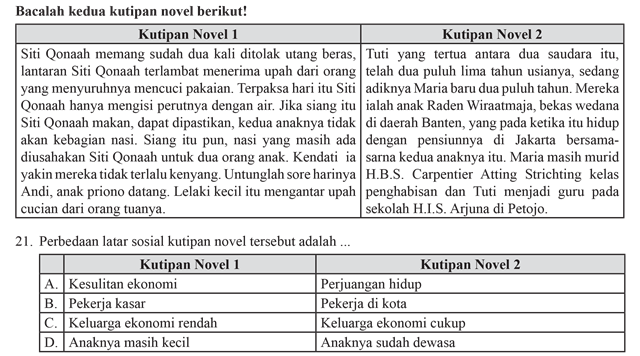 Bacalah kedua kutipan novel berikut!
Kutipan Novel 1
Siti Qonaah memang sudah dua kali ditolak utang beras,
lantaran Siti Qonaah terlambat menerima upah dari orang
yang menyuruhnya mencuci pakaian. Terpaksa hari itu Siti
Qonaah hanya mengisi perutnya dengan air. Jika siang itu
Siti Qonaah makan, dapat dipastikan, kedua anaknya tidak
akan kebagian nasi. Siang itu pun, nasi yang masih ada
diusahakan Siti Qonaah untuk dua orang anak. Kendati ia
yakin mereka tidak terlalu kenyang. Untunglah sore harinya
Andi, anak priono datang. Lelaki kecil itu mengantar upah
cucian dari orang tuanya.
Kutipan Novel 2
Tuti yang tertua antara dua saudara itu,
telah dua puluh lima tahun usianya, sedang
adiknya Maria baru dua puluh tahun. Mereka
ialah anak Raden Wiraatmaja, bekas wedana
di daerah Banten, yang pada ketika itu hidup
dengan pensiunnya di Jakarta bersama-
sarna kedua anaknya itu. Maria masih murid
H.B.S. Carpentier Atting Strichting kelas
penghabisan dan Tuti menjadi guru pada
sekolah H.I.S. Arjuna di Petojo.
21. Perbedaan latar sosial kutipan novel tersebut adalah ...
Kutipan Novel 1 Kutipan Novel 2
A. Kesulitan ekonomi Perjuangan hidup
B. Pekerja kasar Pekerja di kota
C. Keluarga ekonomi rendah Keluarga ekonomi cukup
D. Anaknya masih kecil Anaknya sudah dewasa